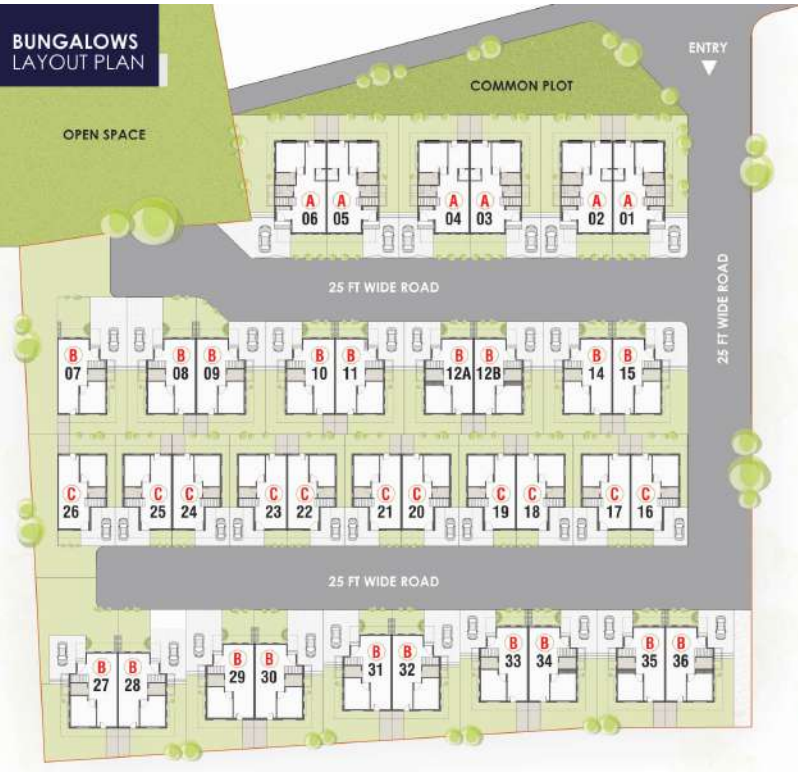 BUNGALOWS
LAYOUT PLAN
ENTRY
COMMON PLOT
OPEN SPACE
A A A A A A
06 05 04 03 02 01
25 FT WIDE ROAD
25 FT WIDE ROAD
B B B B B B B B B
07 08 09 10 11 12A 12B 14 15
C C C C C C C C C C C
26 25 24 23 22 21 20 19 18 17 16
25 FT WIDE ROAD
B B B B B B B B B B
27 28 29 30 31 32 33 34 35 36